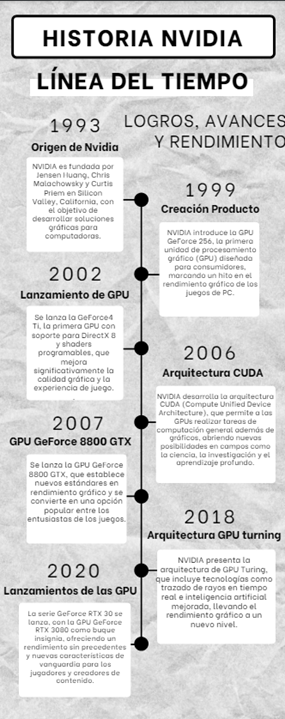 HISTORIA NVIDIA
LÍNEA DEL TIEMPO
LOGROS, AVANCES
Y RENDIMIENTO
1993
Origen de Nvidia
NVIDIA es fundada por
Jensen Huang, Chris
Malachowsky y Curtis
Priem en Silicon
Valley, California, con
el objetivo de
desarrollar soluciones
gráficas para
computadoras.
1999
Creación Producto
NVIDIA introduce la GPU
GeForce 256, la primera
unidad de procesamiento
gráfico (GPU) diseñada
para consumidores,
marcando un hito en el
rendimiento gráfico de los
juegos de PC.
2002
Lanzamiento de GPU
Se lanza la GeForce4
Ti, la primera GPU con
soporte para DirectX 8
y shaders
programables, que
mejora
significativamente la
calidad gráfica y la
experiencia de juego.
2006
Arquitectura CUDA
NVIDIA desarrolla la arquitectura
CUDA (Compute Unified Device
Architecture), que permite a las
GPUs realizar tareas de
computación general además de
gráficos, abriendo nuevas
posibilidades en campos como
la ciencia, la investigación y el
aprendizaje profundo.
2007
GPU GeForce 8800 GTX
Se lanza la GPU GeForce
8800 GTX, que establece
nuevos estándares en
rendimiento gráfico y se
convierte en una opción
popular entre los
entusiastas de los juegos.
2018
Arquitectura GPU turning
NVIDIA presenta la
arquitectura de GPU Turing,
que incluye tecnologías como
trazado de rayos en tiempo
real e inteligencia artificial
mejorada, llevando el
rendimiento gráfico a un
nuevo nivel.
2020
Lanzamientos de las GPU
La serie GeForce RTX 30 se
lanza, con la GPU GeForce
RTX 3080 como buque
insignia, ofreciendo un
rendimiento sin precedentes
y nuevas características de
vanguardia para los
jugadores y creadores de
contenido.